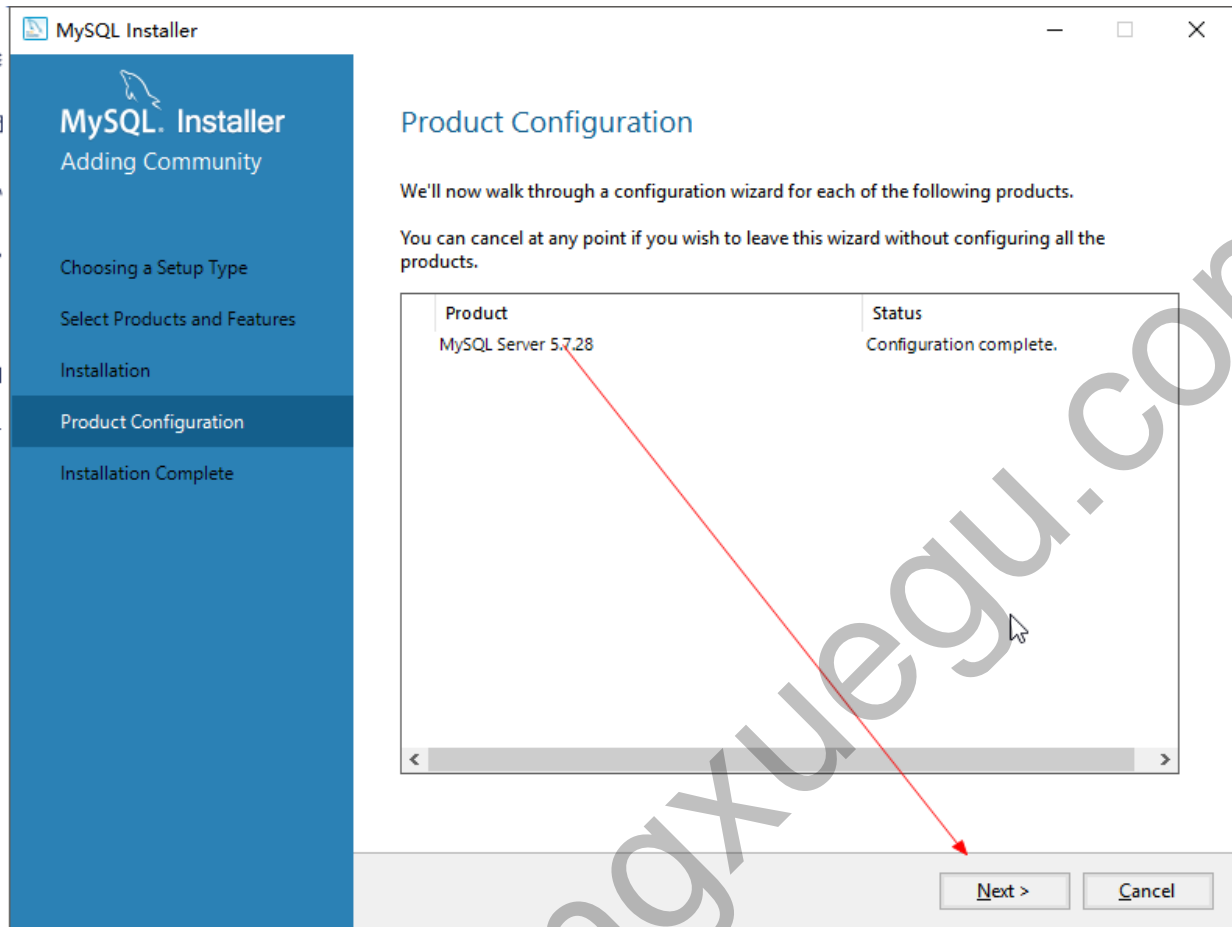 MySQL Installer
MySQL. Installer
Adding Community
Choosing a Setup Type
Select Products and Features
Installation
Product Configuration
Installation Complete
Product Configuration
We'll now walk through a configuration wizard for each of the following products.
You can cancel at any point if you wish to leave this wizard without configuring all the
products.
Product Status
MySQL Server 5.7.28 Configuration complete.
Next >
Cancel
ngxuegu.com